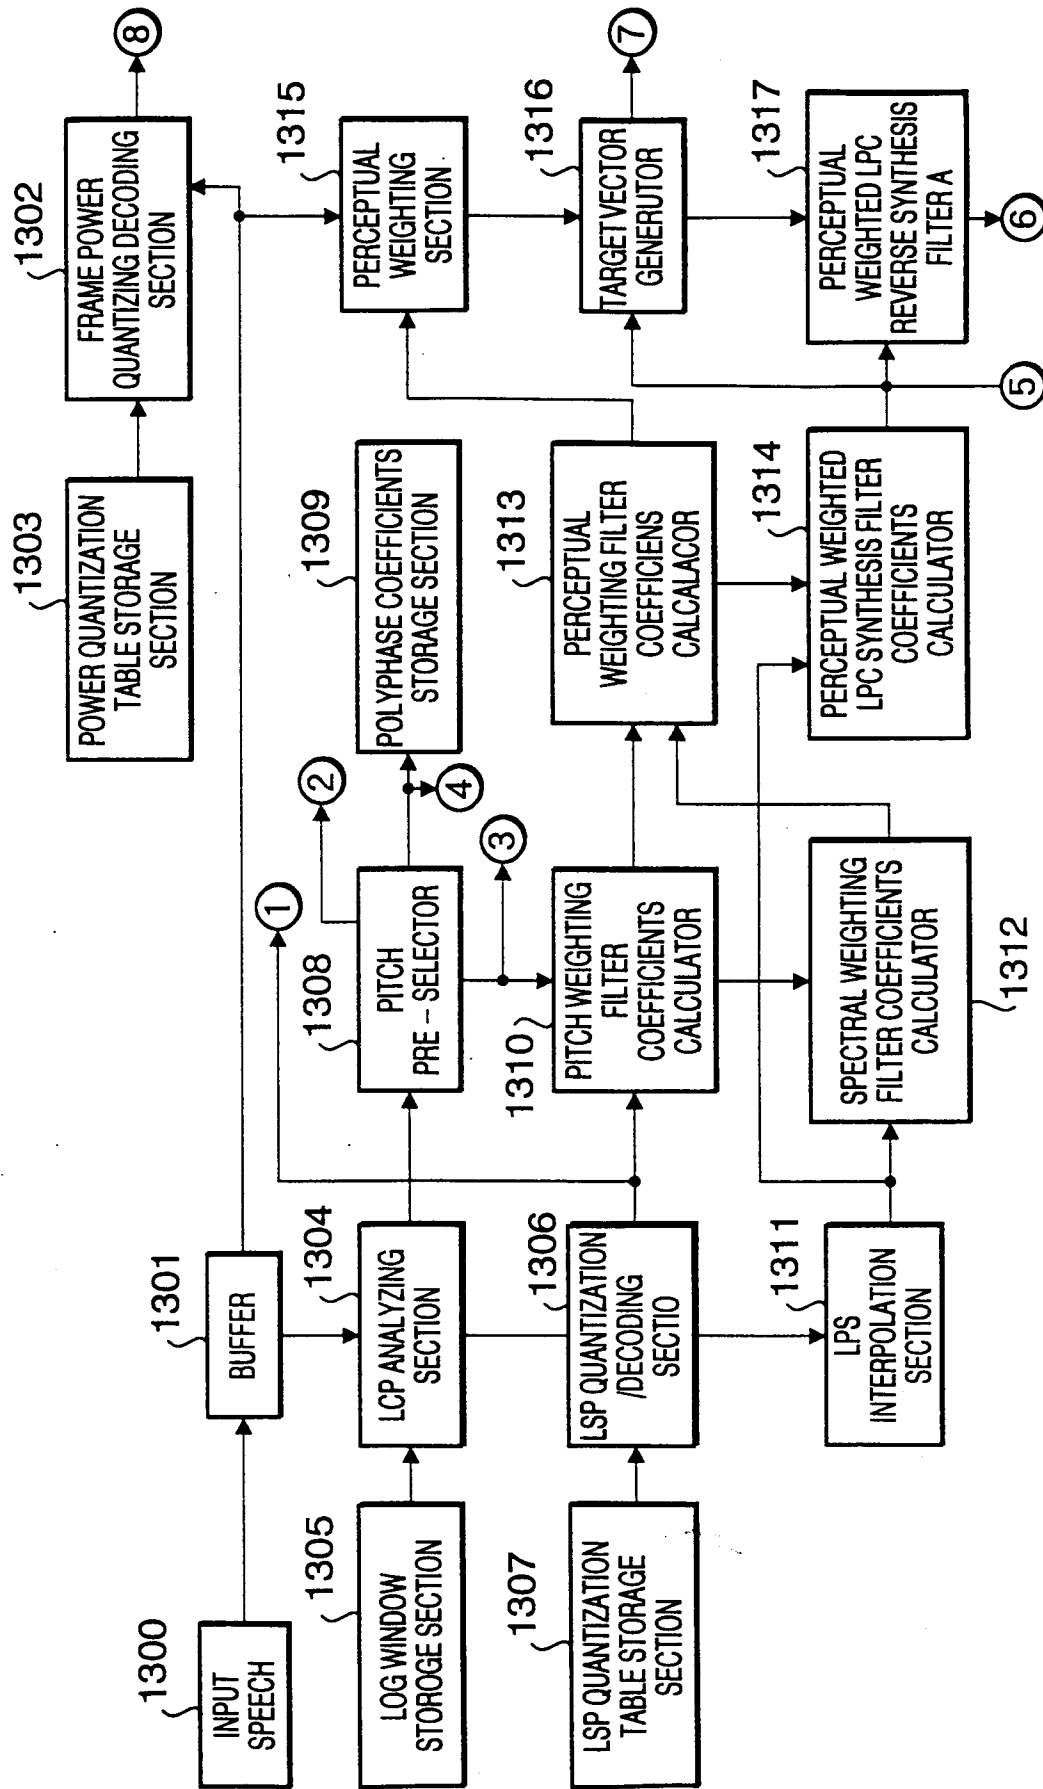 1300
INPUT
SPEECH
1301
BUFFER
1303
POWER QUANTIZATION
TABLE STORAGE
SECTION
1302
FRAME POWER
QUANTIZING DECODING
SECTION
8
1305
LOG WINDOW
STOROGE SECTION
1304
LCP ANALYZING
SECTION
1308
PITCH
PRE-SELECTOR
1
2
3
4
1309
POLYPHASE COEFFICIENTS
STORAGE SECTION
1315
PERCEPTUAL
WEIGHTING
SECTION
1307
LSP QUANTIZATION
TABLE STORAGE
SECTION
1306
LSP QUANTIZATION
/DECODING
SECTIO
1310
PITCH WEIGHTING
FILTER
COEFFICIENTS
CALCULATOR
1313
PERCEPTUAL
WEIGHTING FILTER
COEFFICIENS
CALCALACOR
1316
TARGET VECTOR
GENERUTOR
7
1311
LPS
INTERPOLATION
SECTION
SPECTRAL WEIGHTING
FILTER COEFFICIENTS
CALCULATOR
1312
1314
PERCEPTUAL WEIGHTED
LPC SYNTHESIS FILTER
COEFFICIENTS
CALCULATOR
5
1317
PERCEPTUAL
WEIGHTED LPC
REVERSE SYNTHESIS
FILTER A
6